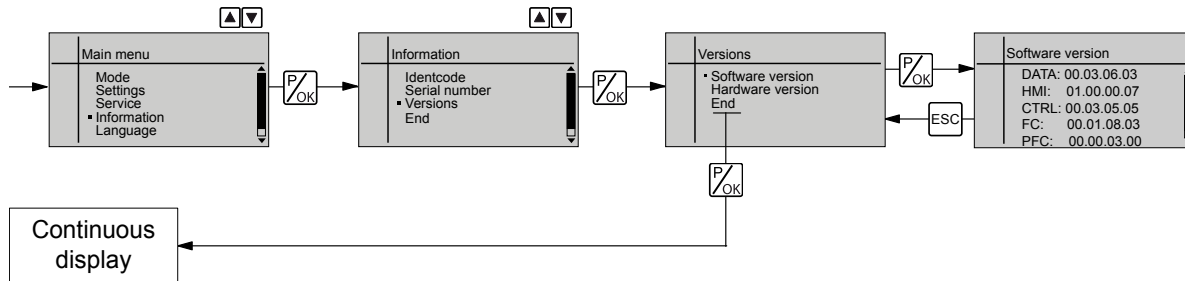 Main menu
Mode
Settings
Service
Information
Language
P/OK
Information
Identcode
Serial number
Versions
End
P/OK
Versions
Software version
Hardware version
End
P/OK
ESC
Software version
DATA: 00.03.06.03
HMI: 01.00.00.07
CTRL: 00.03.05.05
FC: 00.01.08.03
PFC: 00.00.03.00
P/OK
Continuous
display